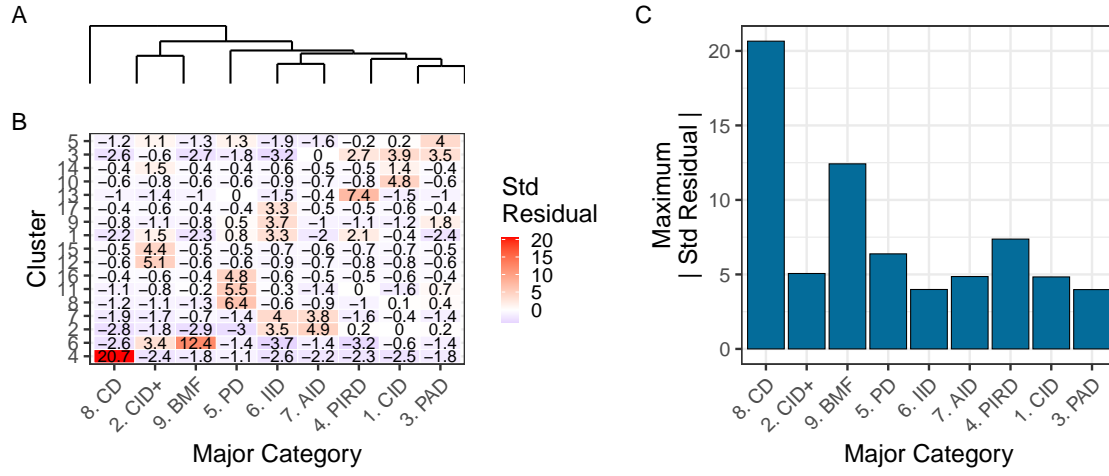 A
B
Cluster
5 −1.2 1.1 −1.3 1.3 −1.9 −1.6 −0.2 0.2 4
3 −2.6 −0.6 −2.7 −1.8 −3.2 0 2.7 3.9 3.5
14 −0.4 1.5 −0.4 −0.4 −0.6 −0.5 −0.5 1.4 −0.4
10 −0.6 −0.8 −0.6 −0.6 −0.9 −0.7 −0.8 4.8 −0.6
13 −1 −1.4 −1 0 −1.5 −0.4 7.4 −1.5 −1
17 −0.4 −0.6 −0.4 −0.4 3.3 −0.5 −0.5 −0.6 −0.4
9 −0.8 −1.1 −0.8 0.5 3.7 −1 −1.1 −1.2 1.8
1 −2.2 1.5 −2.3 0.8 3.3 −2 2.1 −0.4 −2.4
15 −0.5 4.4 −0.5 −0.5 −0.7 −0.6 −0.7 −0.7 −0.5
12 −0.6 5.1 −0.6 −0.6 −0.9 −0.7 −0.8 −0.8 −0.6
16 −0.4 −0.6 −0.4 4.8 −0.6 −0.5 −0.5 −0.6 −0.4
11 −1.1 −0.8 −0.2 5.5 −0.3 −1.4 0 −1.6 0.7
8 −1.2 −1.1 −1.3 6.4 −0.6 −0.9 −1 0.1 0.4
7 −1.9 −1.7 −0.7 −1.4 4 3.8 −1.6 −0.4 −1.4
2 −2.8 −1.8 −2.9 −3 3.5 4.9 0.2 0 0.2
6 −2.6 3.4 12.4 −1.4 −3.7 −1.4 −3.2 −0.6 −1.4
4 20.7 −2.4 −1.8 −1.1 −2.6 −2.2 −2.3 −2.5 −1.8
8. CD 2. CID+ 9. BMF 5. PD 6. IID 7. AID 4. PIRD 1. CID 3. PAD
Major Category
Std
Residual
20
15
10
5
0
C
Maximum
| Std Residual |
20
15
10
5
0
8. CD 2. CID+ 9. BMF 5. PD 6. IID 7. AID 4. PIRD 1. CID 3. PAD
Major Category